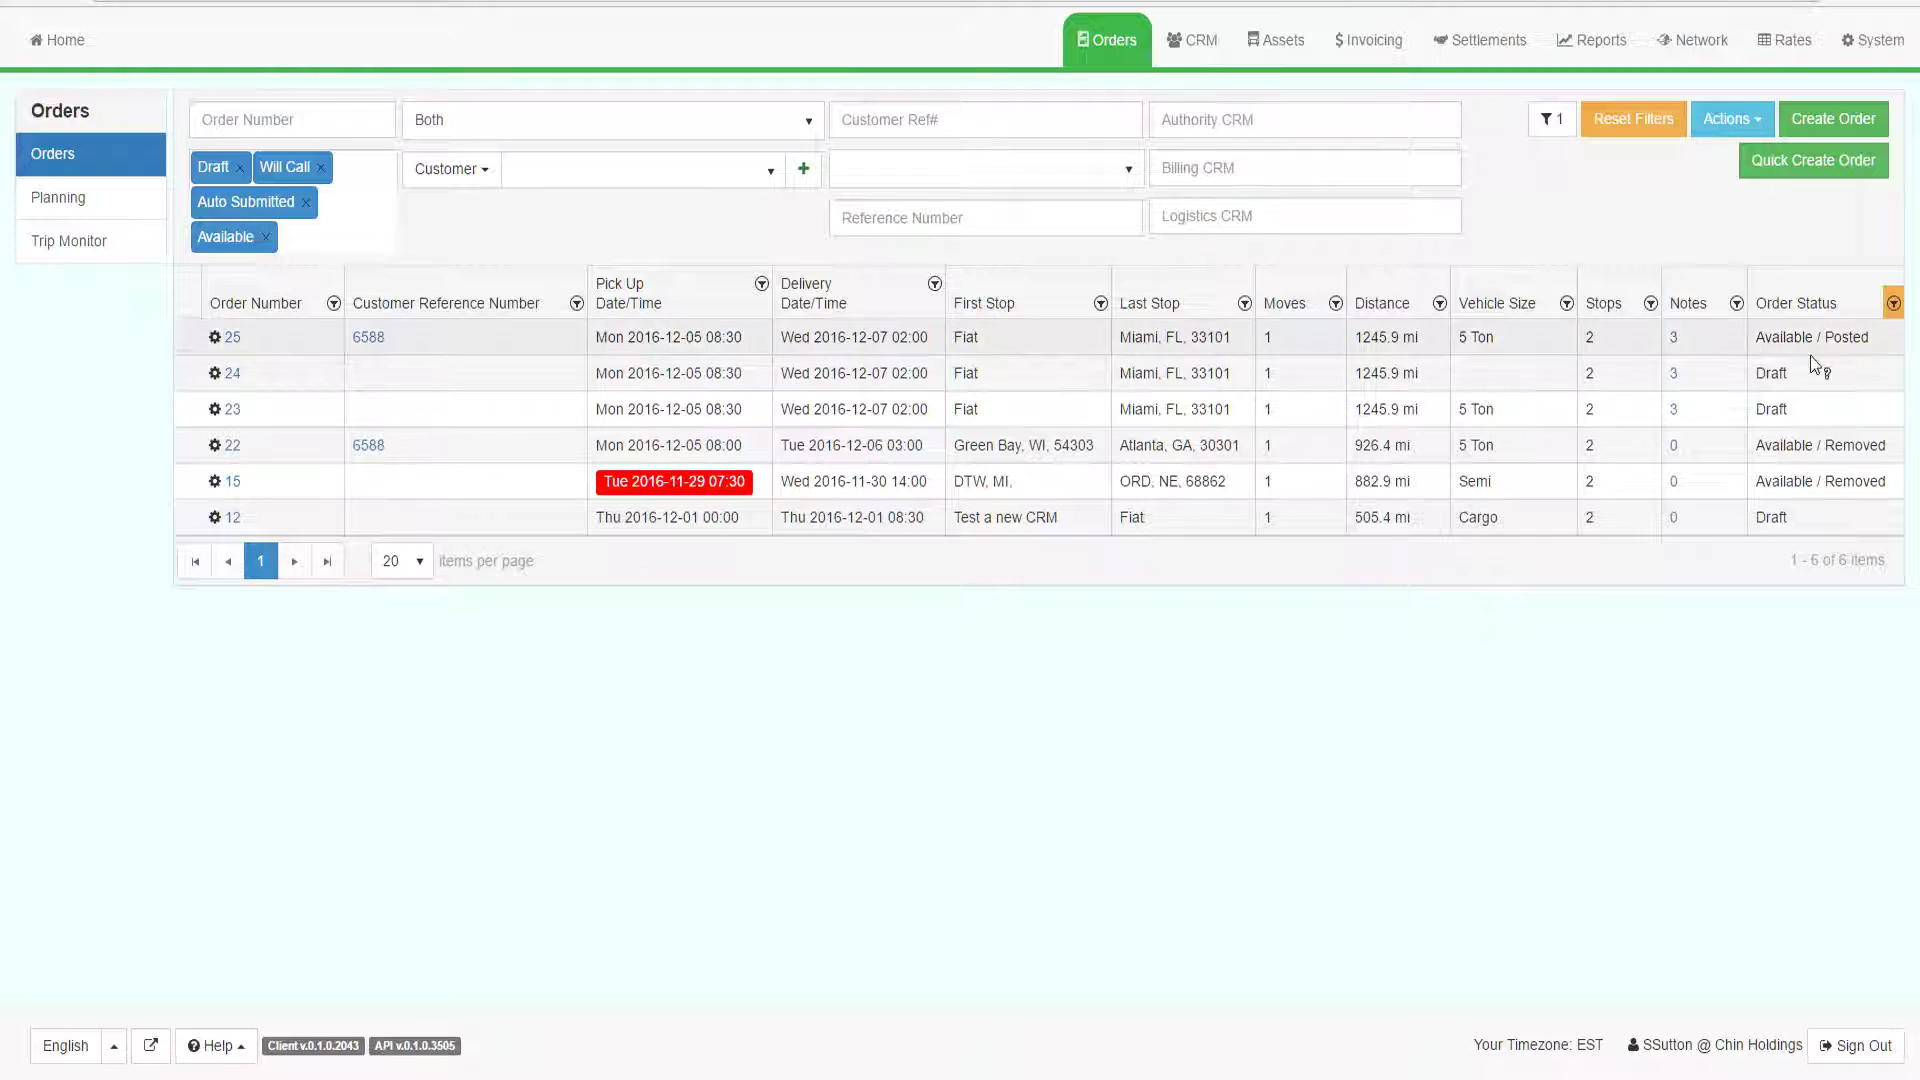 Home
Orders CRM Assets $ Invoicing Settlements Reports Network Rates System
Orders
Orders
Planning
Trip Monitor
Order Number Both Customer Ref# Authority CRM 1 Reset Filters Actions Create Order
Draft × Will Call × Customer + Billing CRM Quick Create Order
Auto Submitted × Reference Number Logistics CRM
Available ×
Order Number Customer Reference Number Pick Up Date/Time Delivery Date/Time First Stop Last Stop Moves Distance Vehicle Size Stops Notes Order Status
25 6588 Mon 2016-12-05 08:30 Wed 2016-12-07 02:00 Fiat Miami, FL, 33101 1 1245.9 mi 5 Ton 2 3 Available / Posted
24 Mon 2016-12-05 08:30 Wed 2016-12-07 02:00 Fiat Miami, FL, 33101 1 1245.9 mi 2 3 Draft
23 Mon 2016-12-05 08:30 Wed 2016-12-07 02:00 Fiat Miami, FL, 33101 1 1245.9 mi 5 Ton 2 3 Draft
22 6588 Mon 2016-12-05 08:00 Tue 2016-12-06 03:00 Green Bay, WI, 54303 Atlanta, GA, 30301 1 926.4 mi 5 Ton 2 0 Available / Removed
15 Tue 2016-11-29 07:30 Wed 2016-11-30 14:00 DTW, MI, ORD, NE, 68862 1 882.9 mi Semi 2 0 Available / Removed
12 Thu 2016-12-01 00:00 Thu 2016-12-01 08:30 Test a new CRM Fiat 1 505.4 mi Cargo 2 0 Draft
1 20 items per page 1 - 6 of 6 items
English Help Client v.0.1.0.2043 API v.0.1.0.3505 Your Timezone: EST SSutton @ Chin Holdings Sign Out